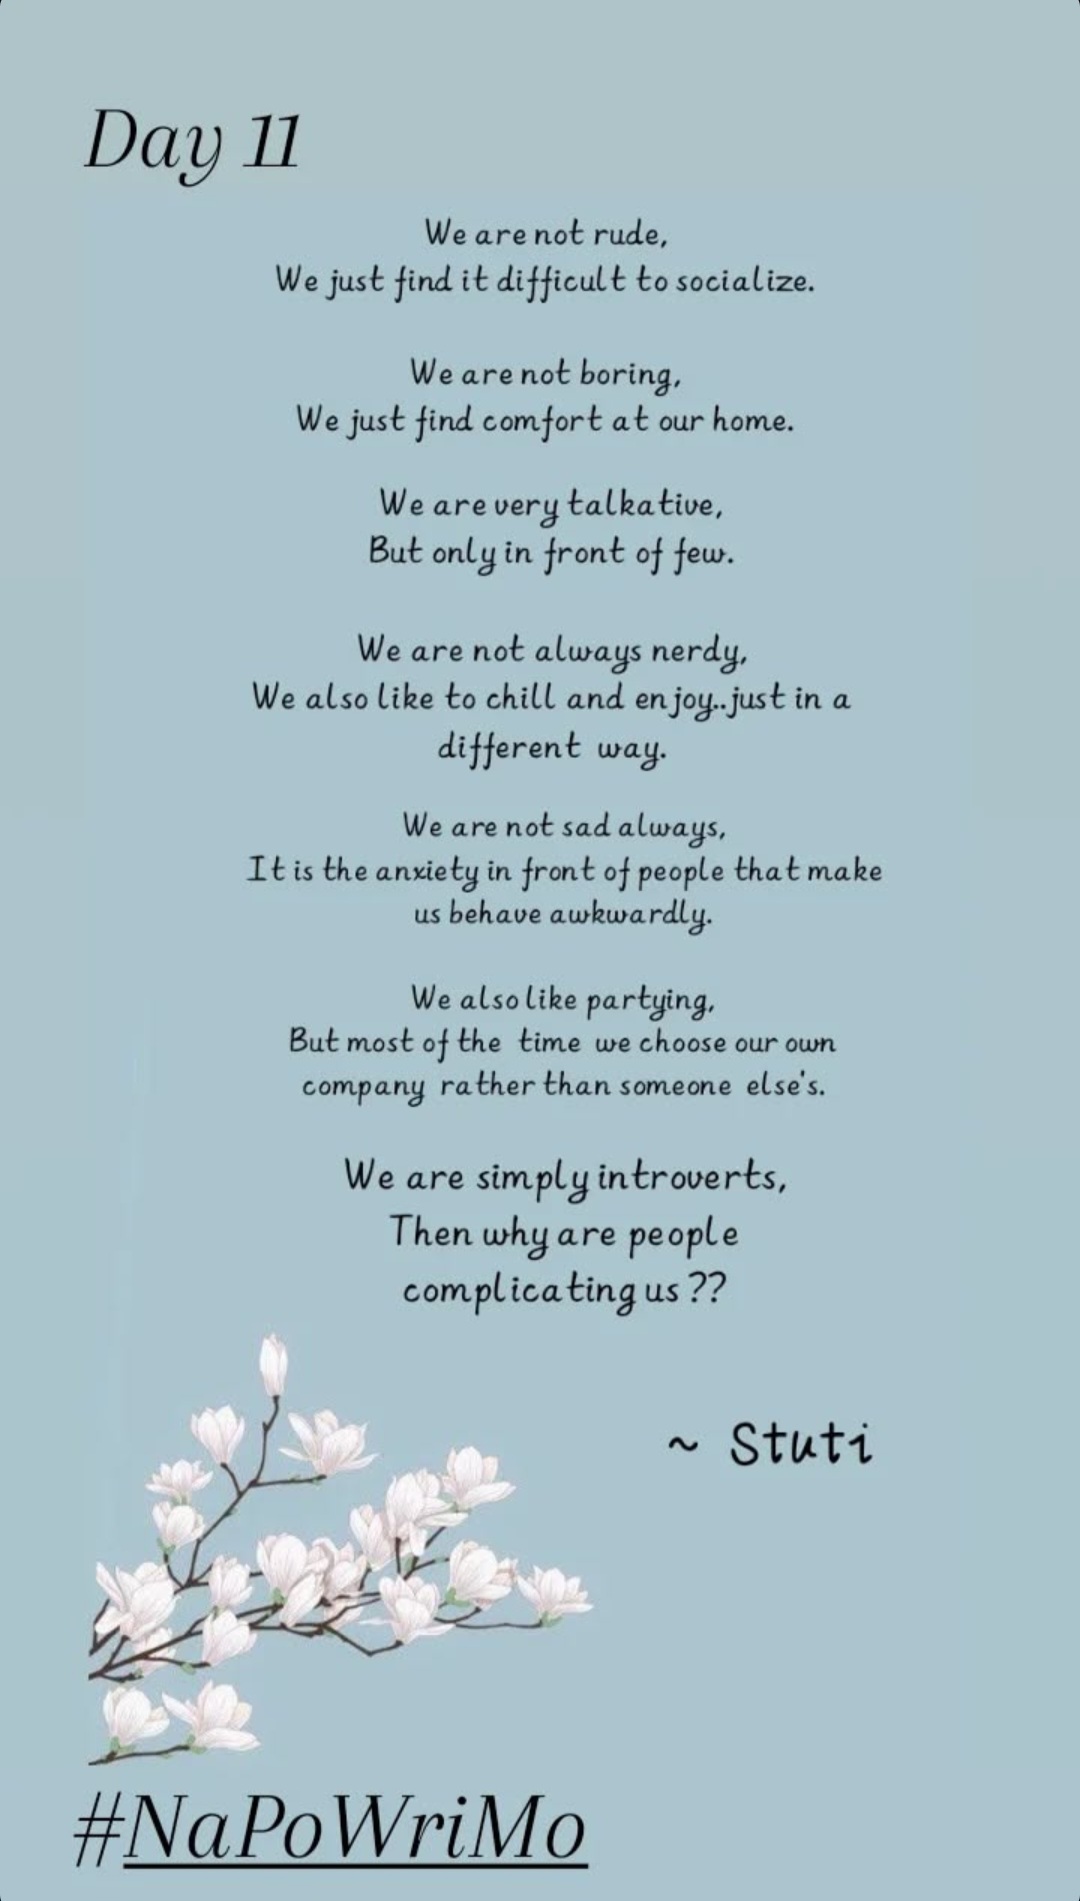 Day 11
We are not rude,
We just find it difficult to socialize.
We are not boring,
We just find comfort at our home.
We are very talkative,
But only in front of few.
We are not always nerdy,
We also like to chill and enjoy..just in a
different way.
We are not sad always,
It is the anxiety in front of people that make
us behave awkwardly.
We also like partying,
But most of the time we choose our own
company rather than someone else's.
We are simply introverts,
Then why are people
complicating us ??
~ Stuti
#NaPoWriMo